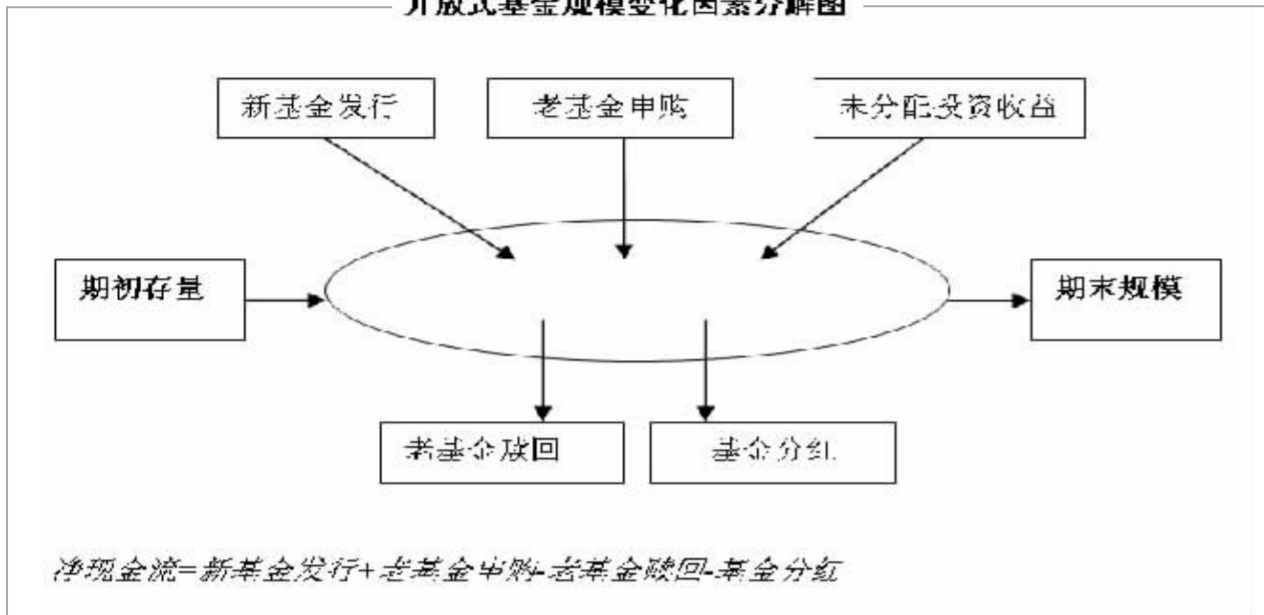 开放式基金规模变化因素分解图
新基金发行
老基金申购
未分配投资收益
期初存量
期末规模
老基金赎回
基金分红
净现金流=新基金发行+老基金申购-老基金赎回-基金分红